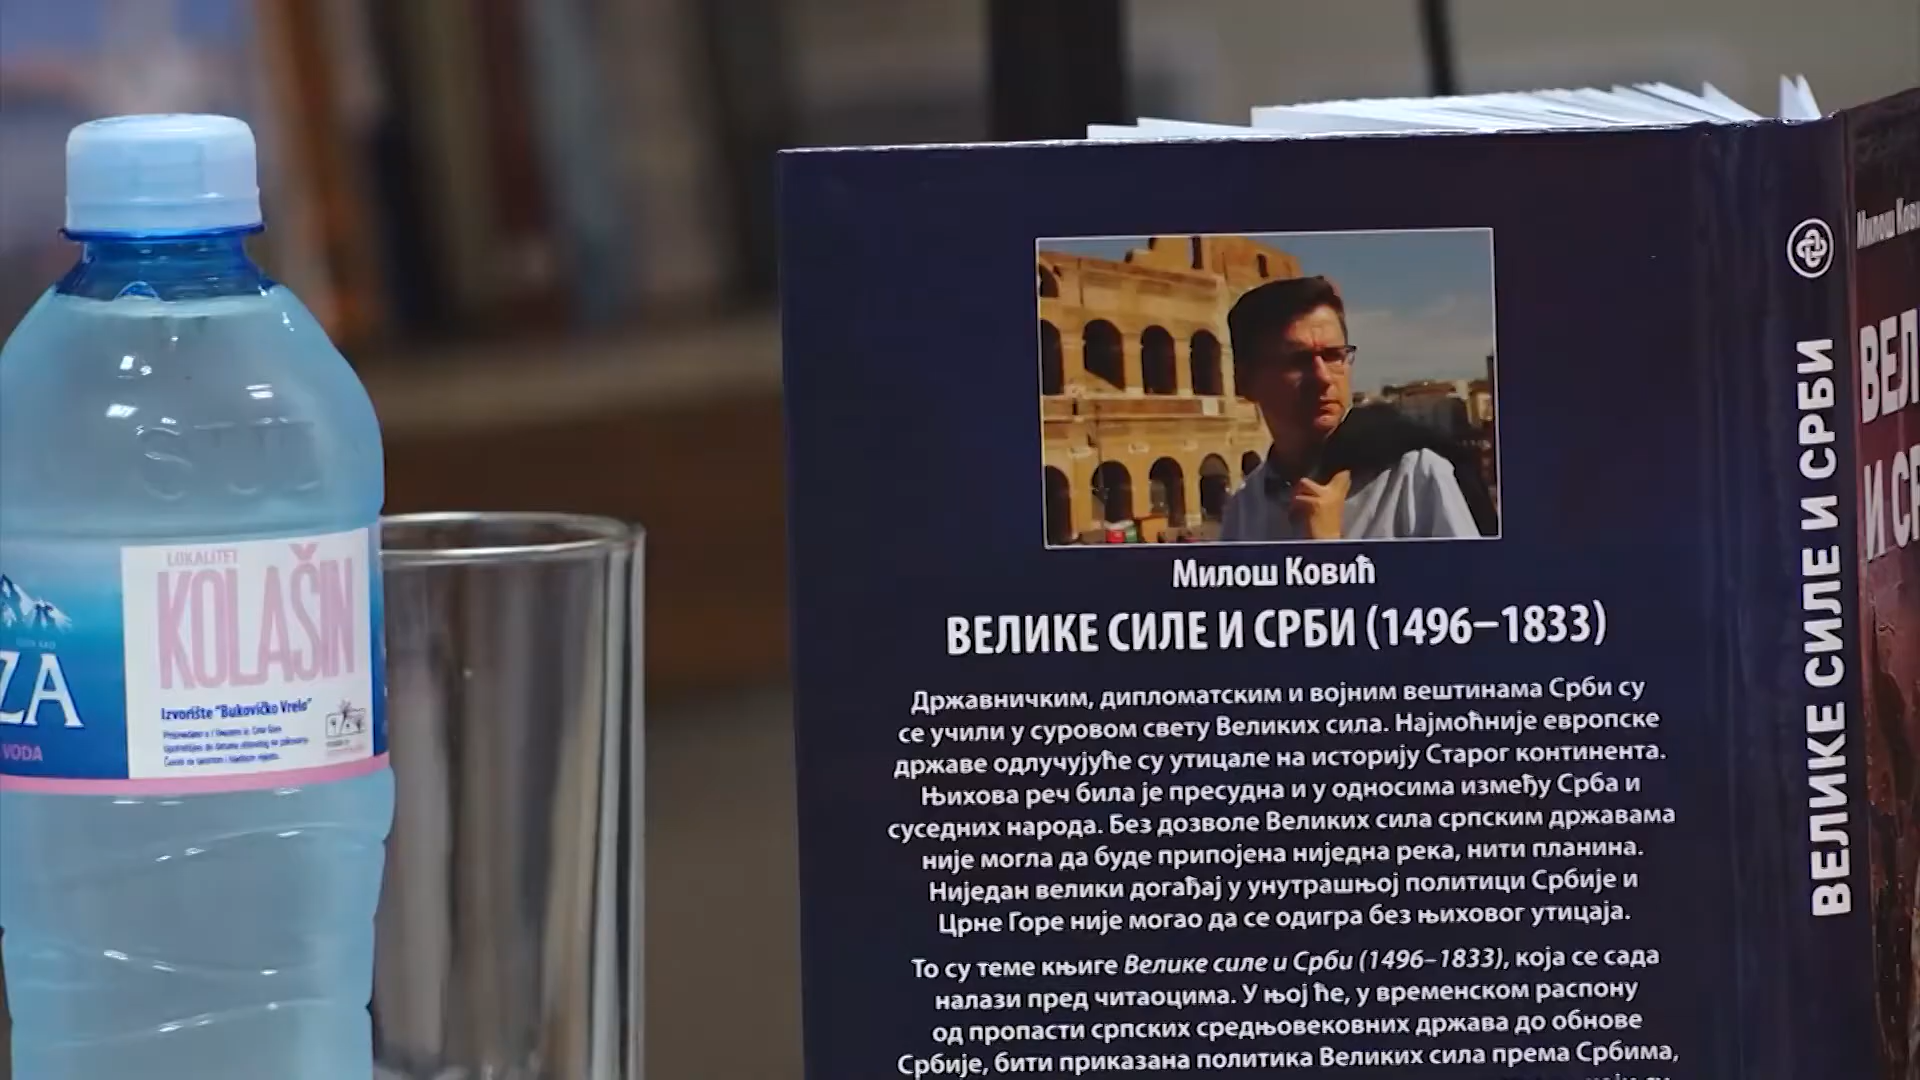 STIL
LOKALITET
KOLAŠIN
ZA
VODA
Izvorište "Bukovičko Vrelo"
Милош Ковић
ВЕЛИКЕ СИЛЕ И СРБИ (1496–1833)
Државничким, дипломатским и војним вештинама Срби су
се учили у суровом свету Великих сила. Најмоћније европске
државе одлучујуће су утицале на историју Старог континента.
Њихова реч била је пресудна и у односима између Срба и
суседних народа. Без дозволе Великих сила српским државама
није могла да буде припојена ниједна река, нити планина.
Ниједан велики догађај у унутрашњој политици Србије и
Црне Горе није могао да се одигра без њиховог утицаја.
То су теме књиге Велике силе и Срби (1496–1833), која се сада
налази пред читаоцима. У њој ће, у временском распону
од пропасти српских средњовековних држава до обнове
Србије, бити приказана политика Великих сила према Србима,
ВЕЛИКЕ СИЛЕ И СРБИ
Милош Кови
ВЕЛ
И СР